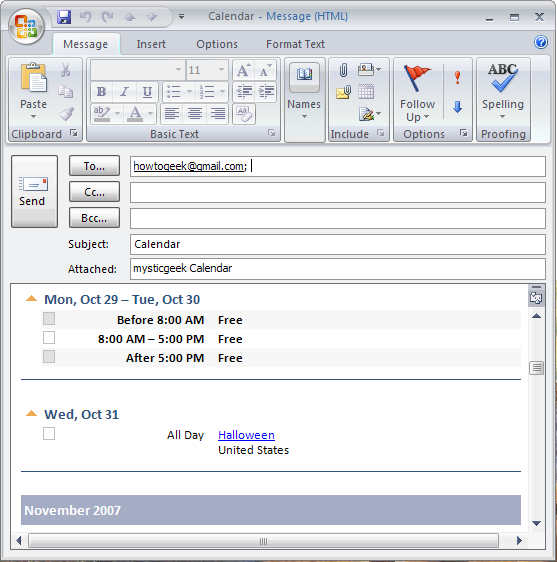 Calendar - Message (HTML)
Message Insert Options Format Text
Paste
Clipboard
11
B I U
ab A
Basic Text
Names
Include
Follow Up
Options
ABC
Spelling
Proofing
Send
To... howtogeek@gmail.com;
Cc...
Bcc...
Subject: Calendar
Attached: mysticgeek Calendar
Mon, Oct 29 – Tue, Oct 30
Before 8:00 AM Free
8:00 AM – 5:00 PM Free
After 5:00 PM Free
Wed, Oct 31
All Day Halloween
United States
November 2007